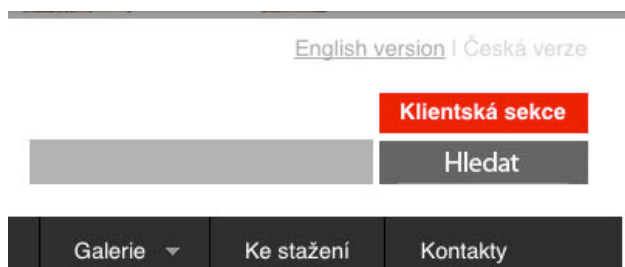 English version | Česká verze
Klientská sekce
Hledat
Galerie Ke stažení Kontakty